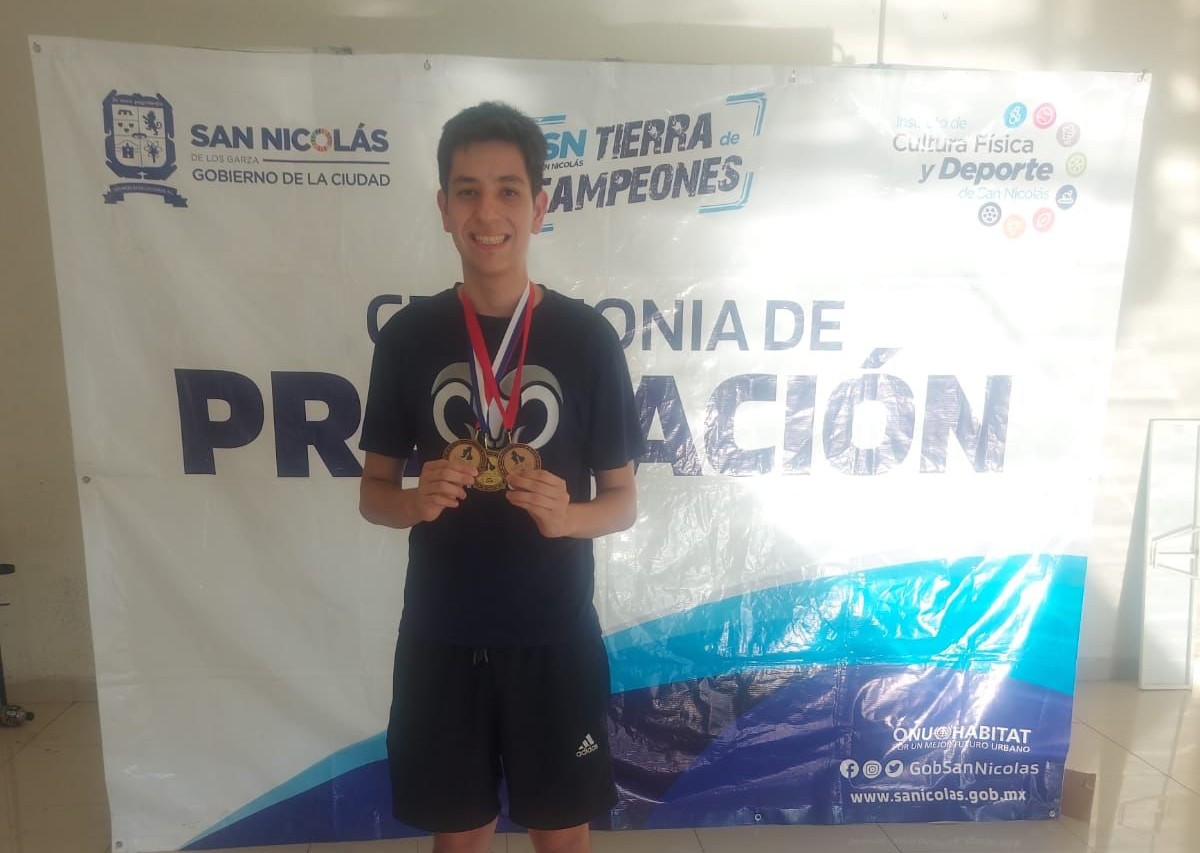 SAN NICOLÁS
DE LOS GARZA
GOBIERNO DE LA CIUDAD
SN TIERRA de
SAN NICOLÁS
CAMPEONES
Instituto de
Cultura Física
y Deporte
de San Nicolás
CE ONIA DE
PR ACIÓN
adidas
ONU HABITAT
POR UN MEJOR FUTURO URBANO
GobSanNicolas
www.sanicolas.gob.mx